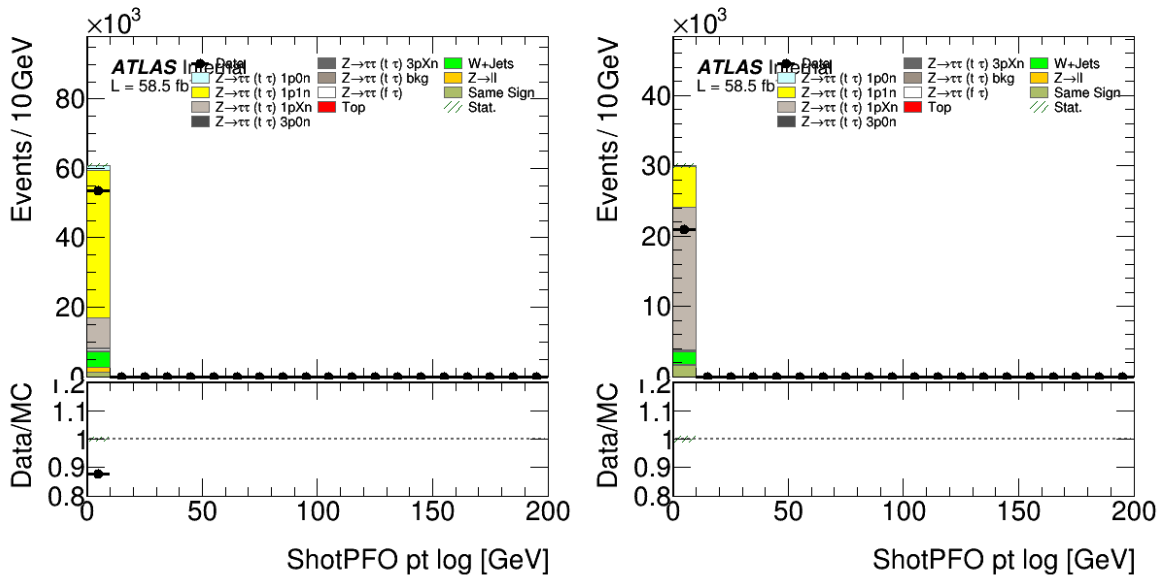 ×10³
Events / 10 GeV
ATLAS Internal
L = 58.5 fb
Data
Z→ττ (t τ) 1p0n
Z→ττ (t τ) 1p1n
Z→ττ (t τ) 1pXn
Z→ττ (t τ) 3p0n
Z→ττ (t τ) 3pXn
Z→ττ (t τ) bkg
Z→ττ (f τ)
Top
W+Jets
Z→ll
Same Sign
Stat.
80
60
40
20
0
Data/MC
1.2
1.1
1
0.9
0.8
0 50 100 150 200
ShotPFO pt log [GeV]
×10³
Events / 10 GeV
ATLAS Internal
L = 58.5 fb
Data
Z→ττ (t τ) 1p0n
Z→ττ (t τ) 1p1n
Z→ττ (t τ) 1pXn
Z→ττ (t τ) 3p0n
Z→ττ (t τ) 3pXn
Z→ττ (t τ) bkg
Z→ττ (f τ)
Top
W+Jets
Z→ll
Same Sign
Stat.
40
30
20
10
0
Data/MC
1.2
1.1
1
0.9
0.8
0 50 100 150 200
ShotPFO pt log [GeV]